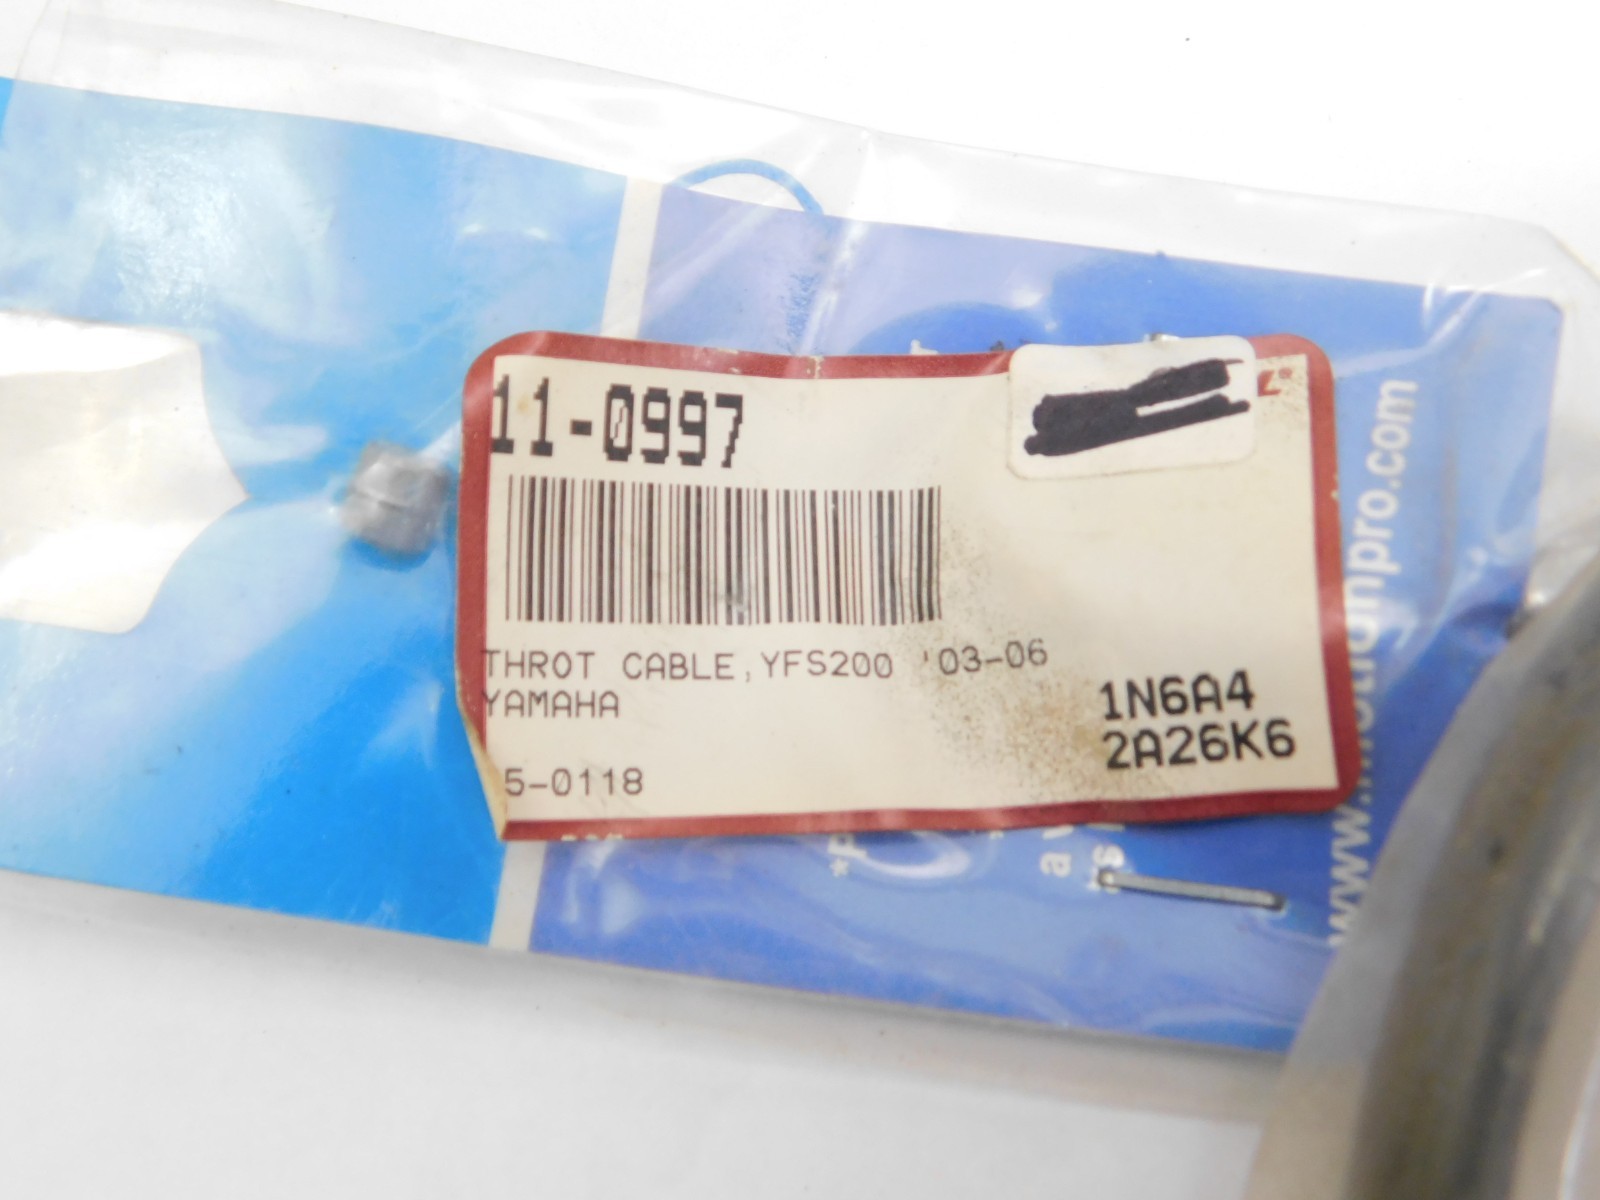 11-0997
THROT CABLE,YFS200 '03-06
YAMAHA
5-0118
1N6A4
2A26K6
www.motionpro.com